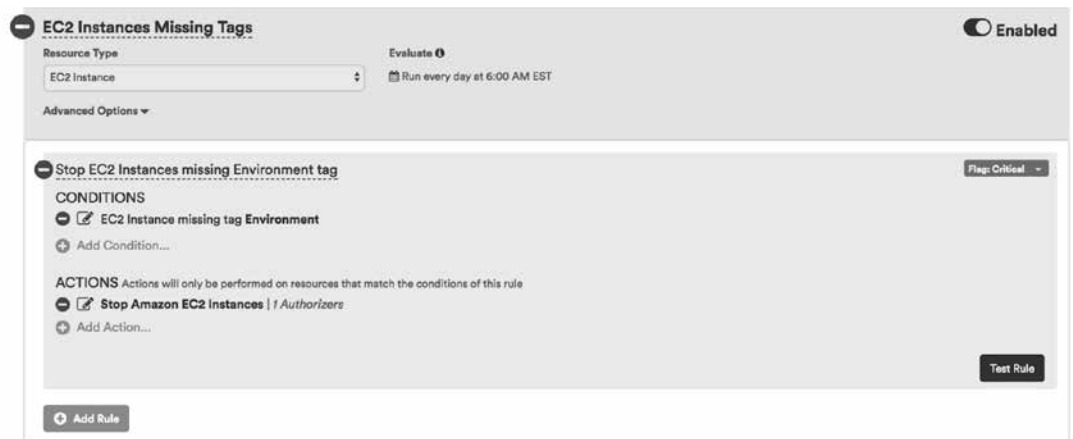 EC2 Instances Missing Tags
Enabled
Resource Type
Evaluate
EC2 Instance
Run every day at 6:00 AM EST
Advanced Options
Stop EC2 Instances missing Environment tag
Flag: Critical
CONDITIONS
EC2 Instance missing tag Environment
Add Condition...
ACTIONS Actions will only be performed on resources that match the conditions of this rule
Stop Amazon EC2 Instances | 1 Authorizers
Add Action...
Test Rule
Add Rule